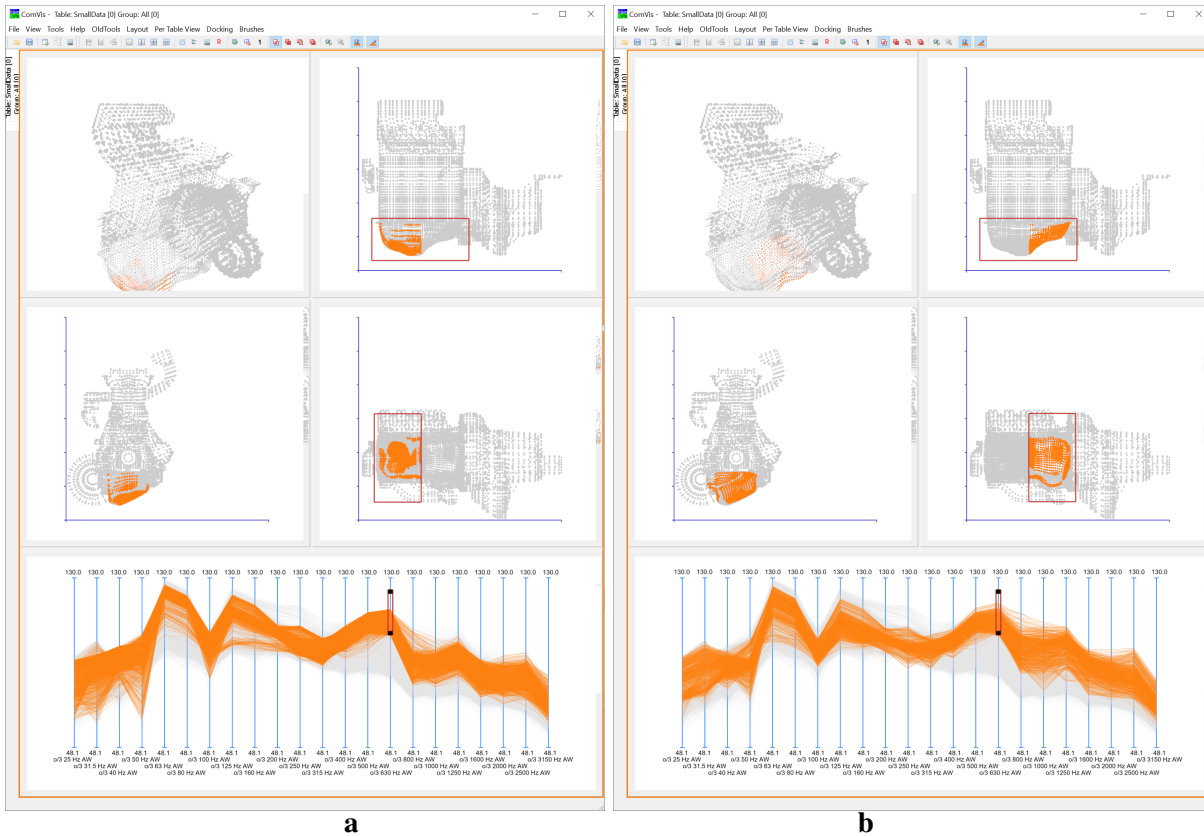 ComVis - Table: SmallData [0] Group: All [0]
File View Tools Help OldTools Layout Per Table View Docking Brushes
R
Table: SmallData [0]
Group: All [0]
130.0 130.0 130.0 130.0 130.0 130.0 130.0 130.0 130.0 130.0 130.0 130.0 130.0 130.0 130.0 130.0 130.0 130.0 130.0 130.0 130.0 130.0
48.1 48.1 48.1 48.1 48.1 48.1 48.1 48.1 48.1 48.1 48.1 48.1 48.1 48.1 48.1 48.1 48.1 48.1 48.1 48.1 48.1 48.1
o/3 25 Hz AW o/3 50 Hz AW o/3 100 Hz AW o/3 200 Hz AW o/3 400 Hz AW o/3 800 Hz AW o/3 1600 Hz AW o/3 3150 Hz AW
o/3 31.5 Hz AW o/3 63 Hz AW o/3 125 Hz AW o/3 250 Hz AW o/3 500 Hz AW o/3 1000 Hz AW o/3 2000 Hz AW
o/3 40 Hz AW o/3 80 Hz AW o/3 160 Hz AW o/3 315 Hz AW o/3 630 Hz AW o/3 1250 Hz AW o/3 2500 Hz AW
a
ComVis - Table: SmallData [0] Group: All [0]
File View Tools Help OldTools Layout Per Table View Docking Brushes
R
Table: SmallData [0]
Group: All [0]
130.0 130.0 130.0 130.0 130.0 130.0 130.0 130.0 130.0 130.0 130.0 130.0 130.0 130.0 130.0 130.0 130.0 130.0 130.0 130.0 130.0 130.0
48.1 48.1 48.1 48.1 48.1 48.1 48.1 48.1 48.1 48.1 48.1 48.1 48.1 48.1 48.1 48.1 48.1 48.1 48.1 48.1 48.1 48.1
o/3 25 Hz AW o/3 50 Hz AW o/3 100 Hz AW o/3 200 Hz AW o/3 400 Hz AW o/3 800 Hz AW o/3 1600 Hz AW o/3 3150 Hz AW
o/3 31.5 Hz AW o/3 63 Hz AW o/3 125 Hz AW o/3 250 Hz AW o/3 500 Hz AW o/3 1000 Hz AW o/3 2000 Hz AW
o/3 40 Hz AW o/3 80 Hz AW o/3 160 Hz AW o/3 315 Hz AW o/3 630 Hz AW o/3 1250 Hz AW o/3 2500 Hz AW
b